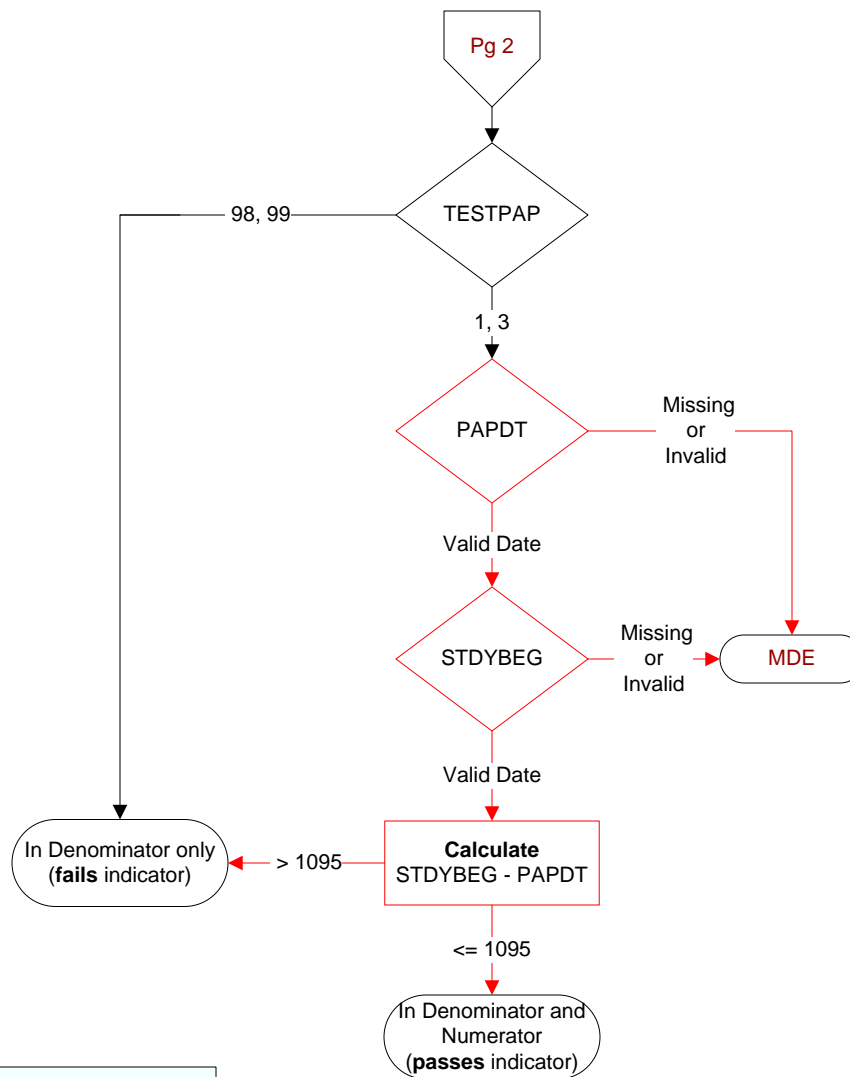 Pg 2
TESTPAP
98, 99
1, 3
PAPDT
Missing
or
Invalid
Valid Date
STDYBEG
Missing
or
Invalid
MDE
Valid Date
Calculate
STDYBEG - PAPDT
> 1095
In Denominator only
(fails indicator)
<= 1095
In Denominator and
Numerator
(passes indicator)